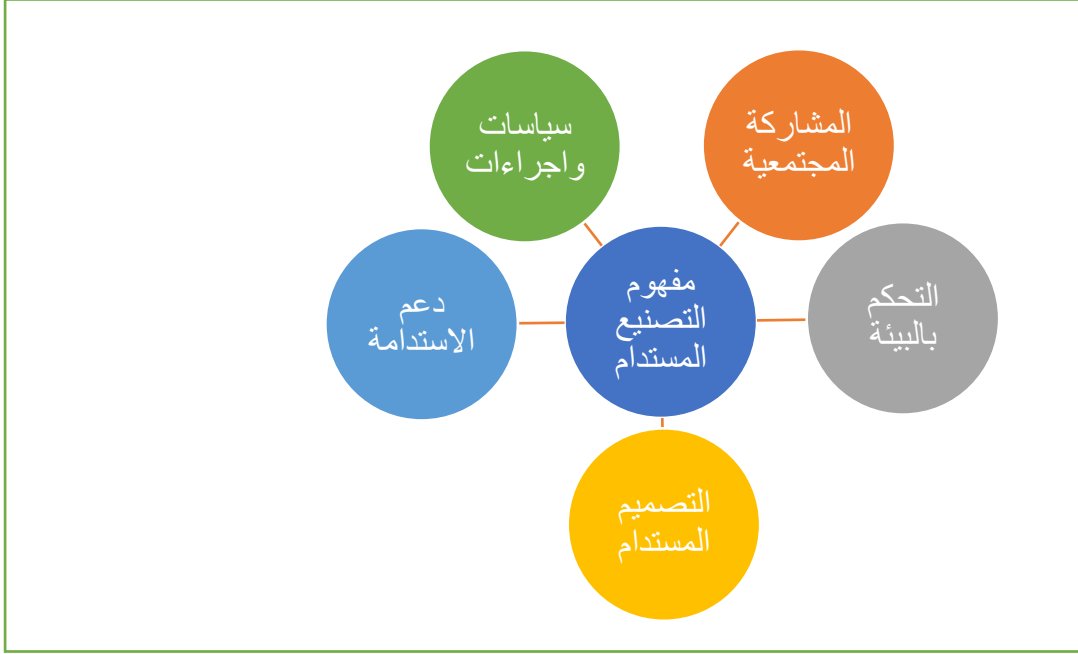 سياسات
واجراءات
المشاركة
المجتمعية
دعم
الاستدامة
مفهوم
التصنيع
المستدام
التحكم
بالبيئة
التصميم
المستدام